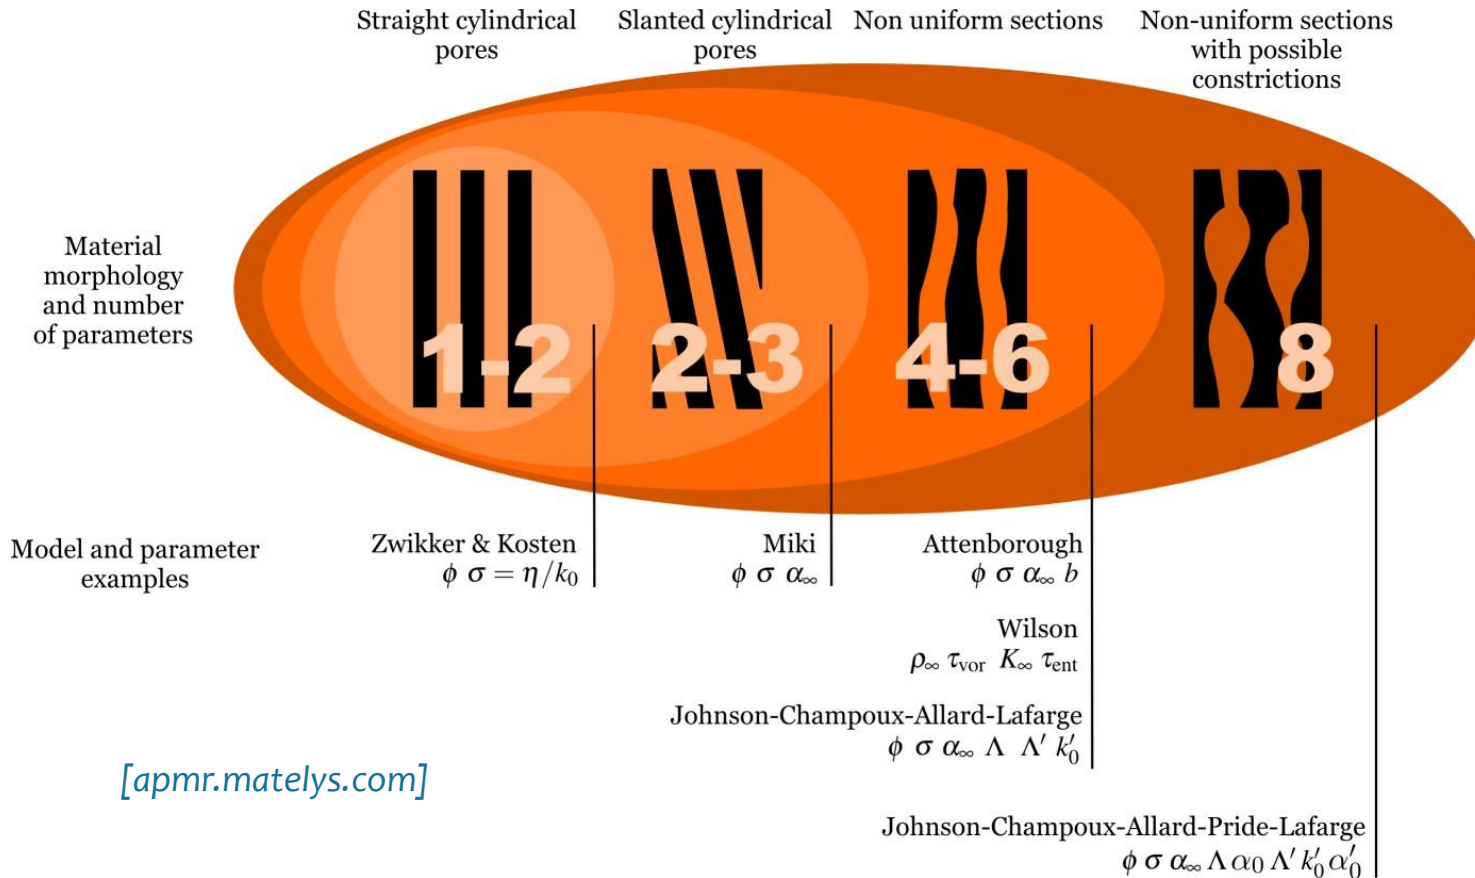 Straight cylindrical
pores
Slanted cylindrical
pores
Non uniform sections
Non-uniform sections
with possible
constrictions
Material
morphology
and number
of parameters
1-2
2-3
4-6
8
Model and parameter
examples
Zwikker & Kosten
ϕ σ = η/k₀
Miki
ϕ σ α∞
Attenborough
ϕ σ α∞ b
Wilson
ρ∞ τvor K∞ τent
Johnson-Champoux-Allard-Lafarge
ϕ σ α∞ Λ Λ′ k′₀
Johnson-Champoux-Allard-Pride-Lafarge
ϕ σ α∞ Λ α₀ Λ′ k′₀ α′₀
[apmr.matelys.com]